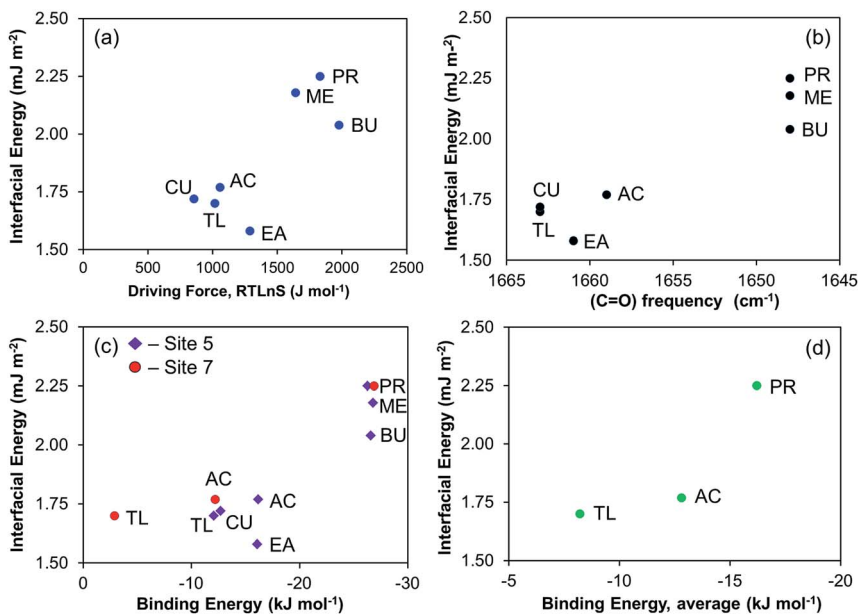 (a)
Interfacial Energy (mJ m-2)
2.50
2.25
2.00
1.75
1.50
PR
ME
BU
CU
AC
TL
EA
0 500 1000 1500 2000 2500
Driving Force, RTLnS (J mol-1)
(b)
Interfacial Energy (mJ m-2)
2.50
2.25
2.00
1.75
1.50
PR
ME
BU
CU
AC
TL
EA
1665 1660 1655 1650 1645
(C=O) frequency (cm-1)
(c)
– Site 5
– Site 7
Interfacial Energy (mJ m-2)
2.50
2.25
2.00
1.75
1.50
PR
ME
BU
AC
AC
TL
TL
CU
EA
0 -10 -20 -30
Binding Energy (kJ mol-1)
(d)
Interfacial Energy (mJ m-2)
2.50
2.25
2.00
1.75
1.50
PR
AC
TL
-5 -10 -15 -20
Binding Energy, average (kJ mol-1)